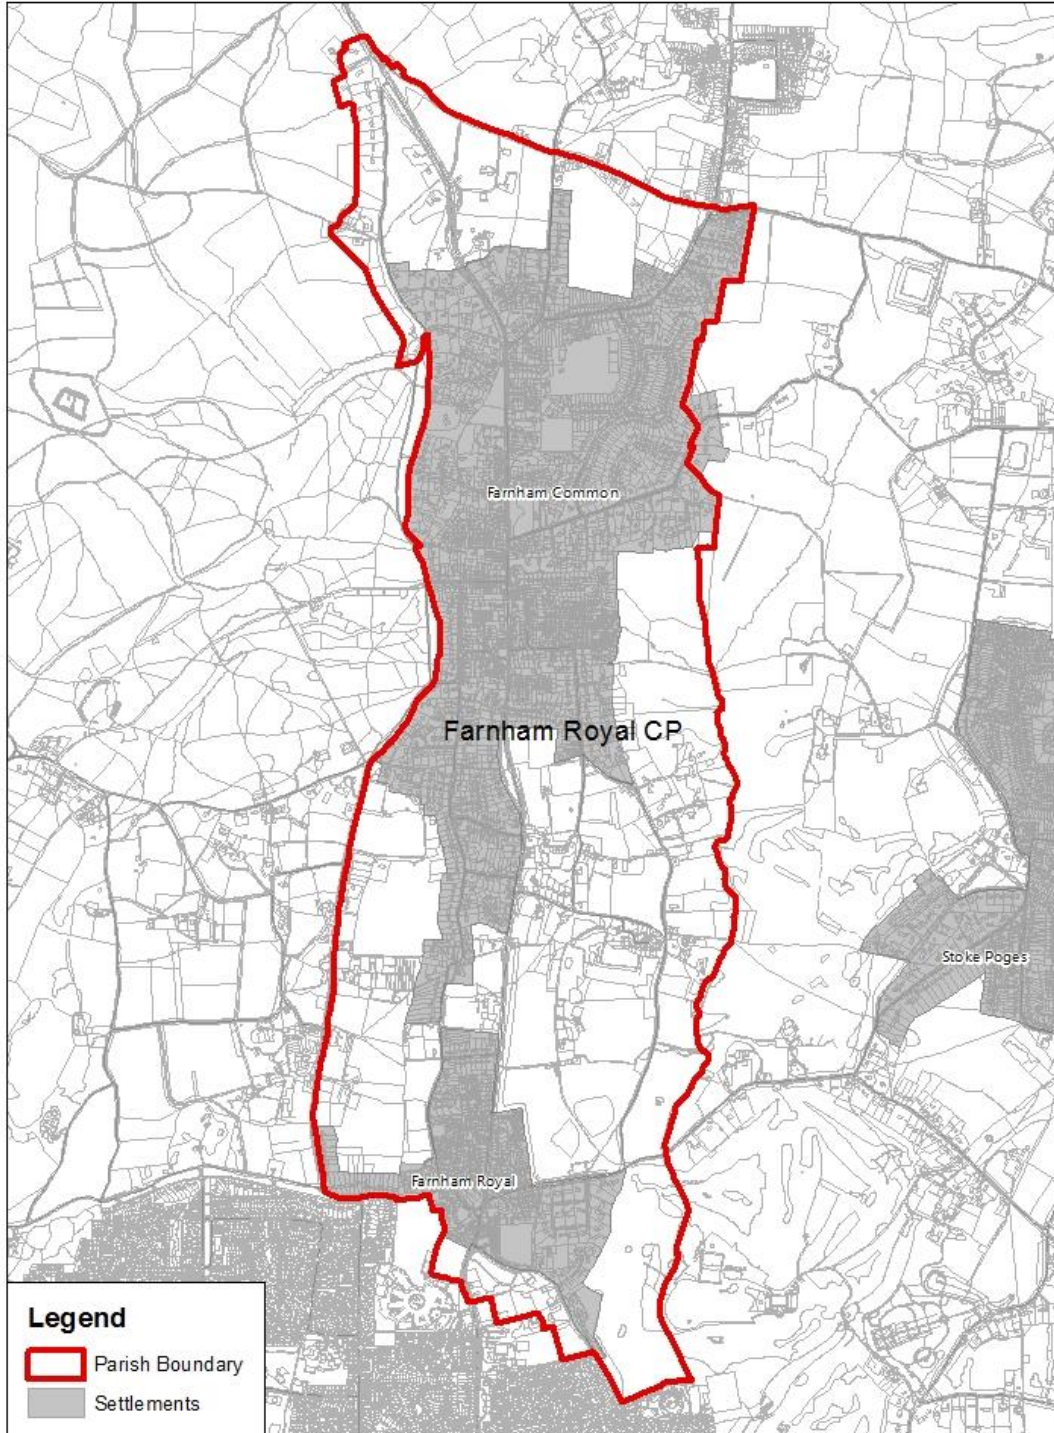 Farnham Common
Farnham Royal CP
Stoke Poges
Farnham Royal
Legend
Parish Boundary
Settlements